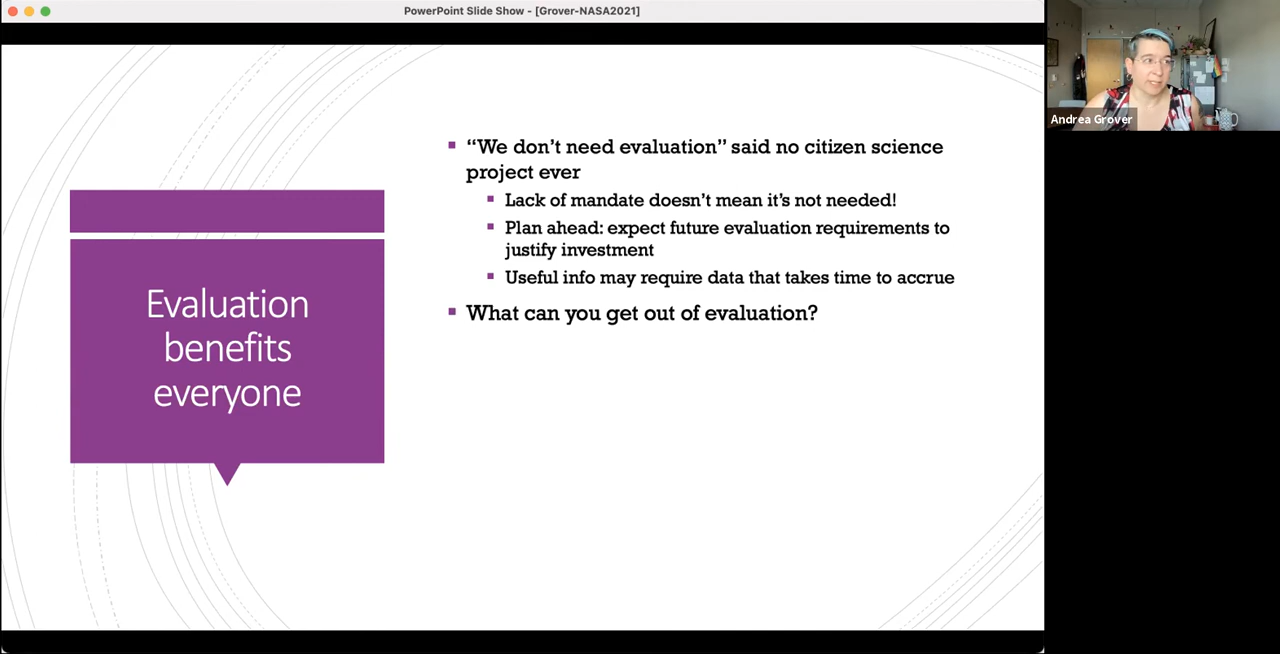 PowerPoint Slide Show - [Grover-NASA2021]
Andrea Grover
Evaluation
benefits
everyone
“We don’t need evaluation” said no citizen science
project ever
Lack of mandate doesn’t mean it’s not needed!
Plan ahead: expect future evaluation requirements to
justify investment
Useful info may require data that takes time to accrue
What can you get out of evaluation?